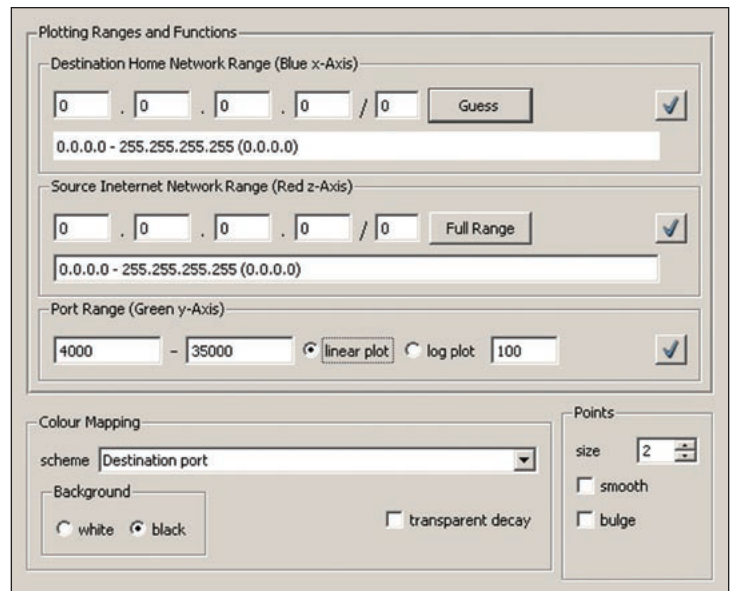 Plotting Ranges and Functions
Destination Home Network Range (Blue x-Axis)
0 . 0 . 0 . 0 / 0 Guess
0.0.0.0 - 255.255.255.255 (0.0.0.0)
Source Ineternet Network Range (Red z-Axis)
0 . 0 . 0 . 0 / 0 Full Range
0.0.0.0 - 255.255.255.255 (0.0.0.0)
Port Range (Green y-Axis)
4000 - 35000 linear plot log plot 100
Colour Mapping
scheme Destination port
Background
white black
transparent decay
Points
size 2
smooth
bulge